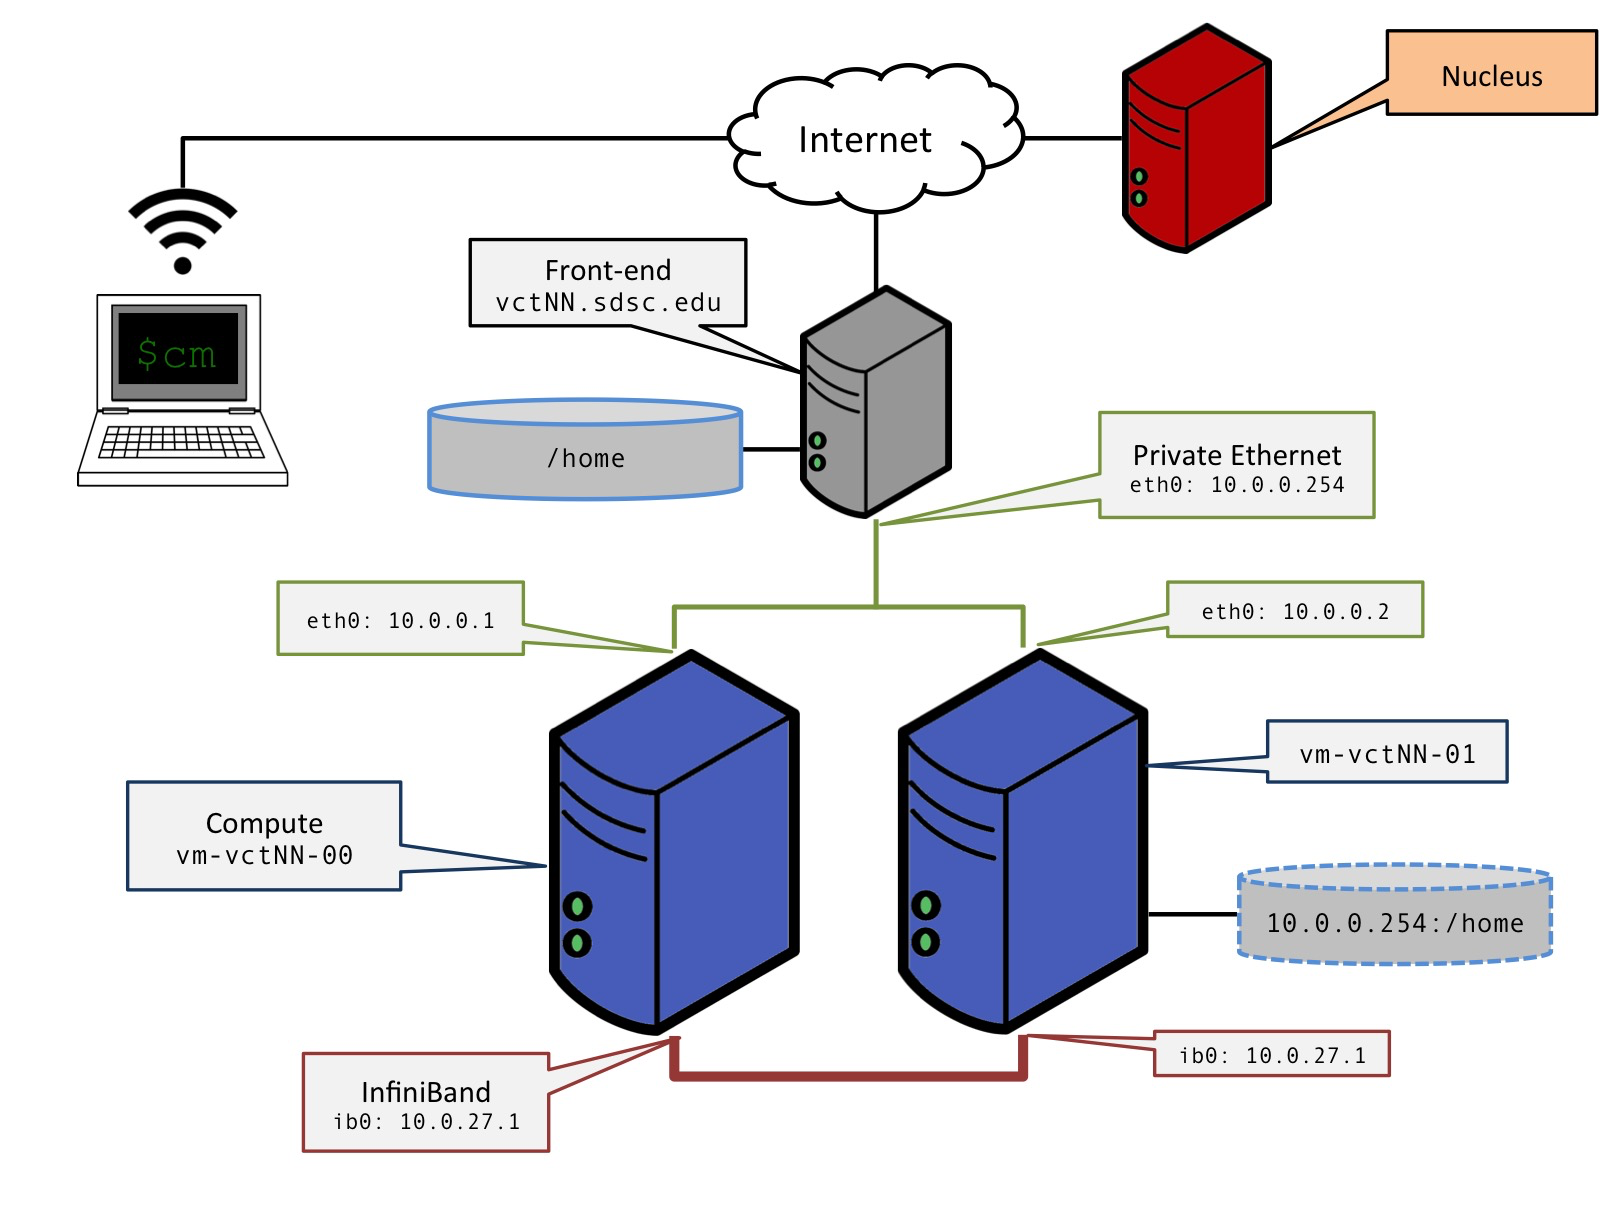 Nucleus
Internet
Front-end
vctNN.sdsc.edu
$cm
/home
Private Ethernet
eth0: 10.0.0.254
eth0: 10.0.0.1
eth0: 10.0.0.2
vm-vctNN-01
Compute
vm-vctNN-00
10.0.0.254:/home
ib0: 10.0.27.1
InfiniBand
ib0: 10.0.27.1